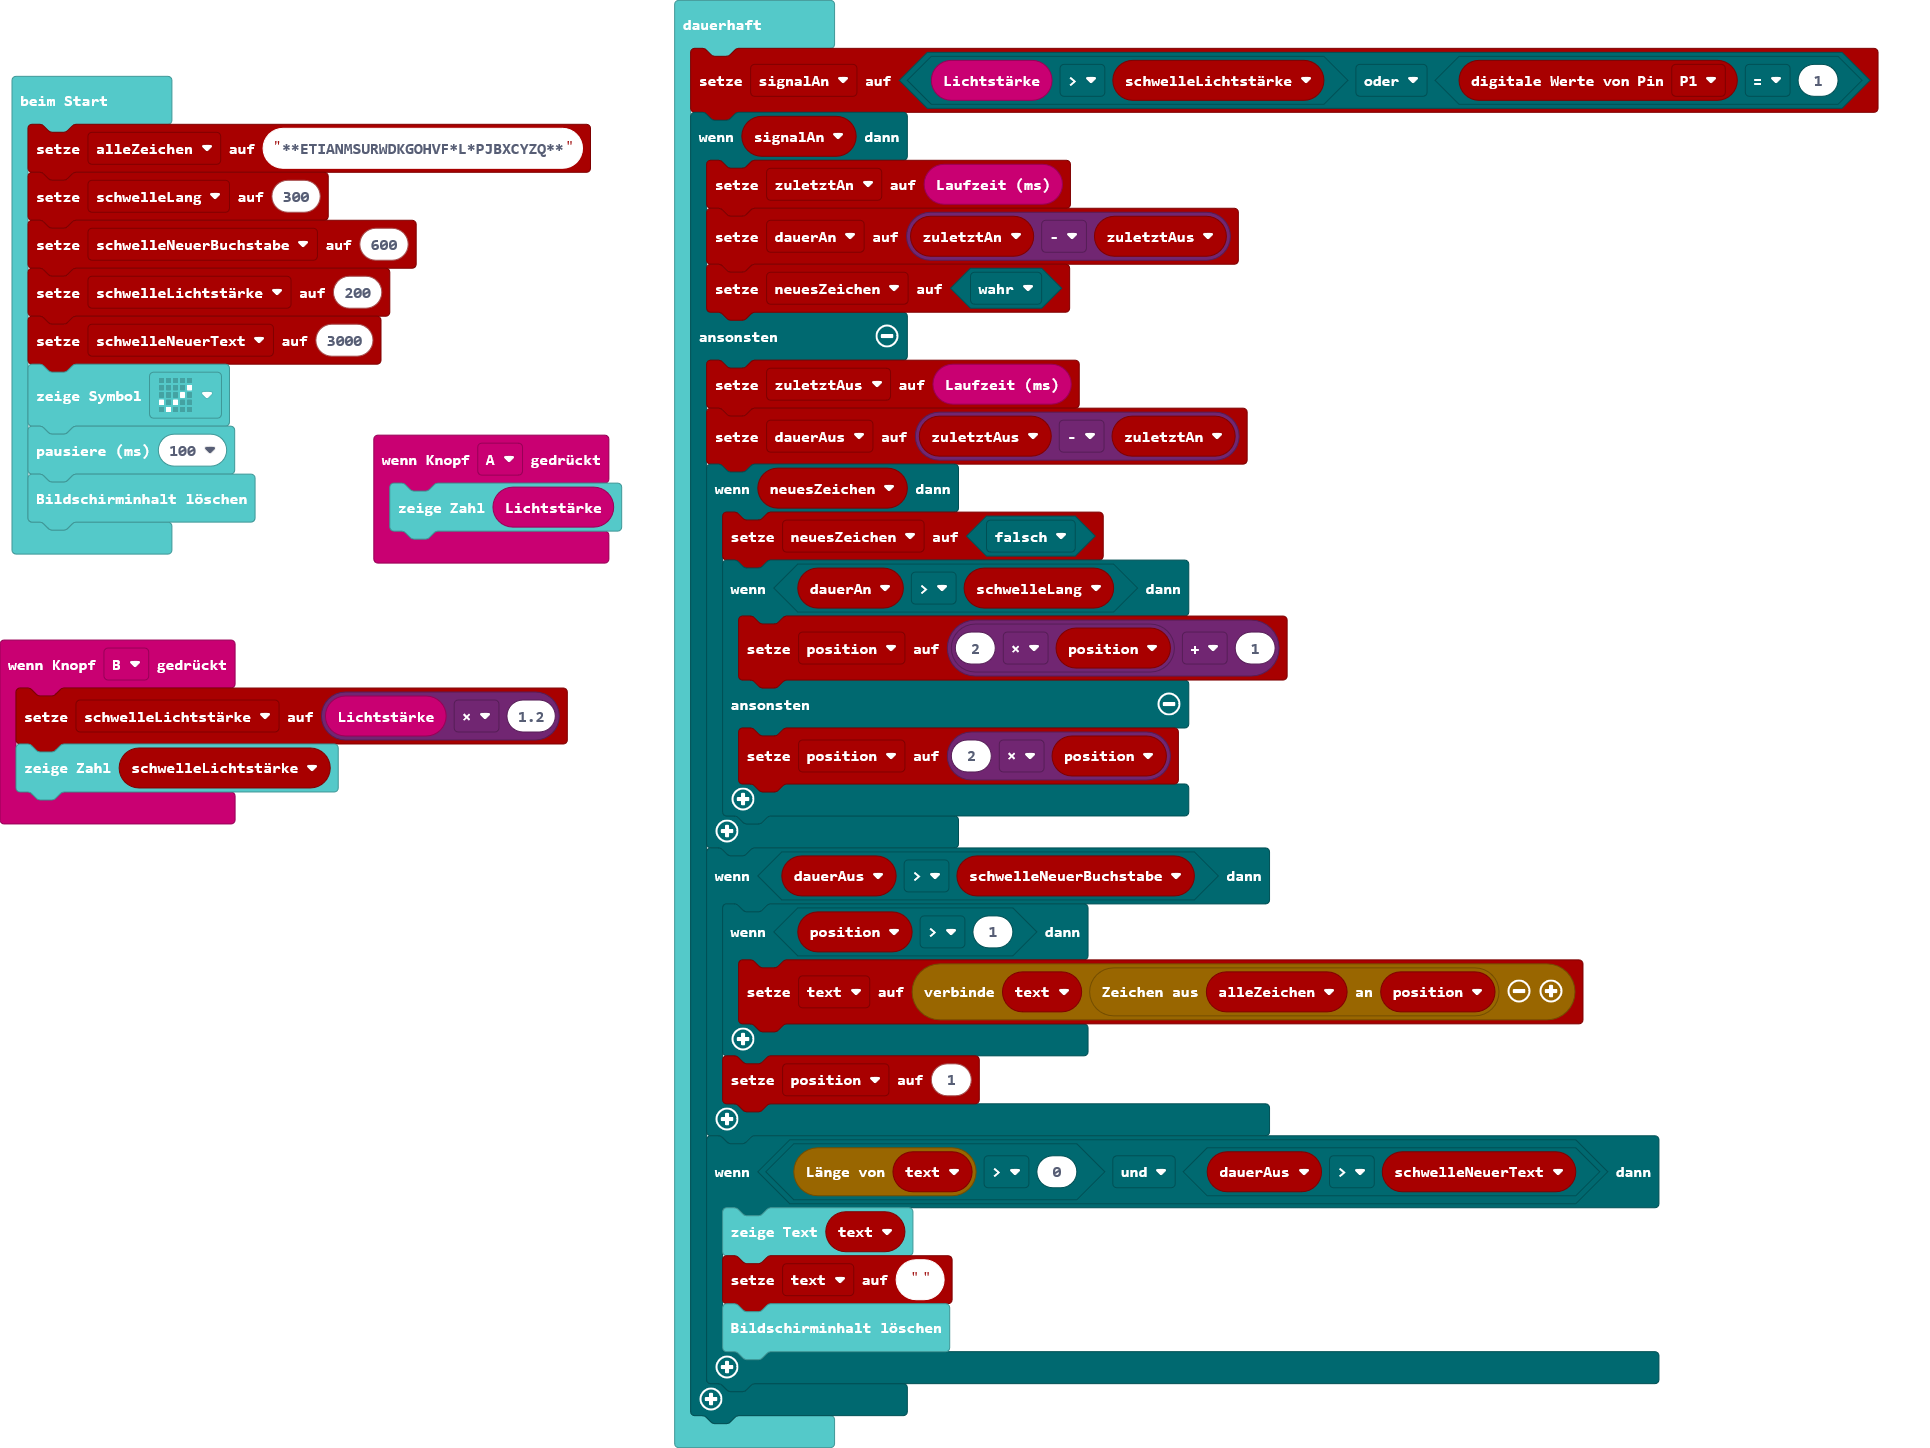 beim Start
setze alleZeichen auf "**ETIANMSURWDKGOHVF*L*PJBXCYZQ**"
setze schwelleLang auf 300
setze schwelleNeuerBuchstabe auf 600
setze schwelleLichtstärke auf 200
setze schwelleNeuerText auf 3000
zeige Symbol
pausiere (ms) 100
Bildschirminhalt löschen
wenn Knopf A gedrückt
zeige Zahl Lichtstärke
wenn Knopf B gedrückt
setze schwelleLichtstärke auf Lichtstärke × 1.2
zeige Zahl schwelleLichtstärke
dauerhaft
setze signalAn auf Lichtstärke > schwelleLichtstärke oder digitale Werte von Pin P1 = 1
wenn signalAn dann
setze zuletztAn auf Laufzeit (ms)
setze dauerAn auf zuletztAn - zuletztAus
setze neuesZeichen auf wahr
ansonsten
setze zuletztAus auf Laufzeit (ms)
setze dauerAus auf zuletztAus - zuletztAn
wenn neuesZeichen dann
setze neuesZeichen auf falsch
wenn dauerAn > schwelleLang dann
setze position auf 2 × position + 1
ansonsten
setze position auf 2 × position
wenn dauerAus > schwelleNeuerBuchstabe dann
wenn position > 1 dann
setze text auf verbinde text Zeichen aus alleZeichen an position
setze position auf 1
wenn Länge von text > 0 und dauerAus > schwelleNeuerText dann
zeige Text text
setze text auf ""
Bildschirminhalt löschen